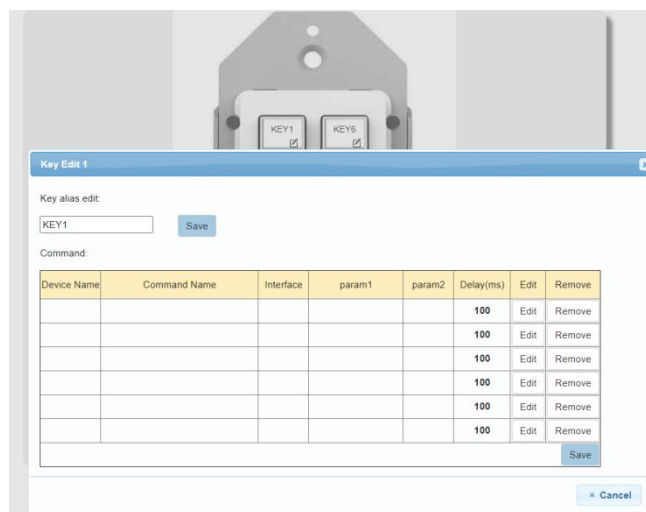 KEY1 KEY6
Key Edit 1
Key alias edit:
KEY1 Save
Command:
Device Name Command Name Interface param1 param2 Delay(ms) Edit Remove
100 Edit Remove
100 Edit Remove
100 Edit Remove
100 Edit Remove
100 Edit Remove
100 Edit Remove
Save
× Cancel